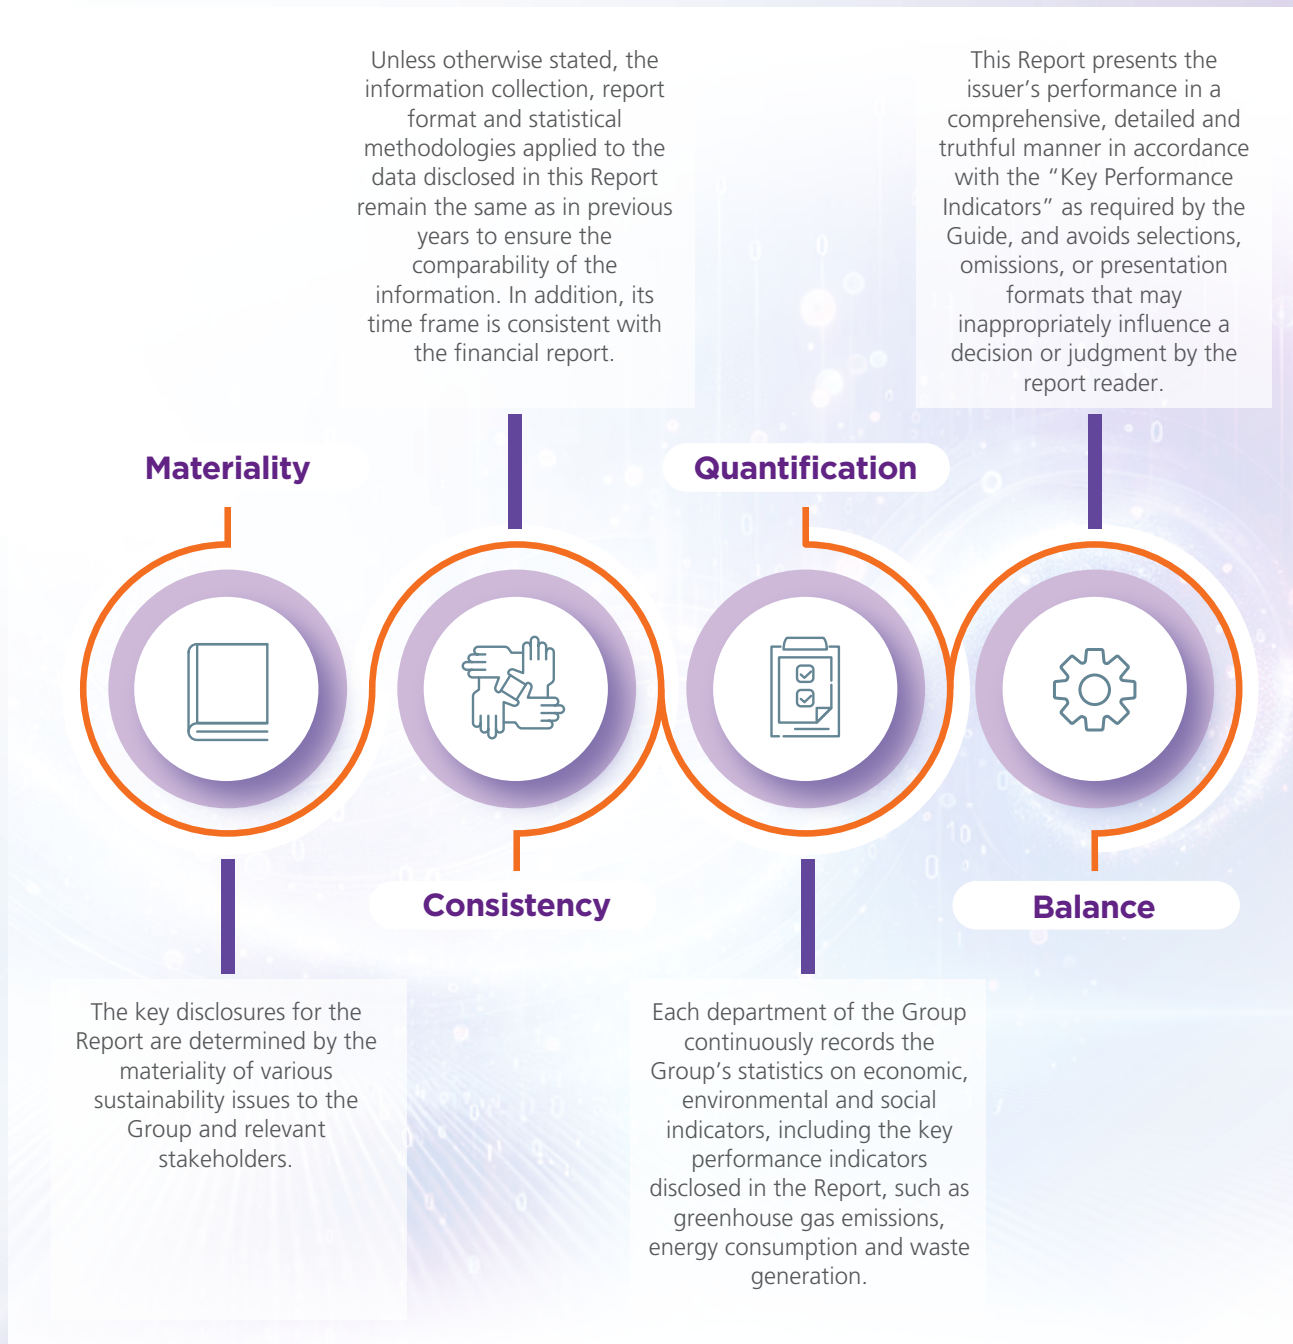 Materiality
The key disclosures for the
Report are determined by the
materiality of various
sustainability issues to the
Group and relevant
stakeholders.
Consistency
Unless otherwise stated, the
information collection, report
format and statistical
methodologies applied to the
data disclosed in this Report
remain the same as in previous
years to ensure the
comparability of the
information. In addition, its
time frame is consistent with
the financial report.
Quantification
Each department of the Group
continuously records the
Group’s statistics on economic,
environmental and social
indicators, including the key
performance indicators
disclosed in the Report, such as
greenhouse gas emissions,
energy consumption and waste
generation.
Balance
This Report presents the
issuer’s performance in a
comprehensive, detailed and
truthful manner in accordance
with the “Key Performance
Indicators” as required by the
Guide, and avoids selections,
omissions, or presentation
formats that may
inappropriately influence a
decision or judgment by the
report reader.